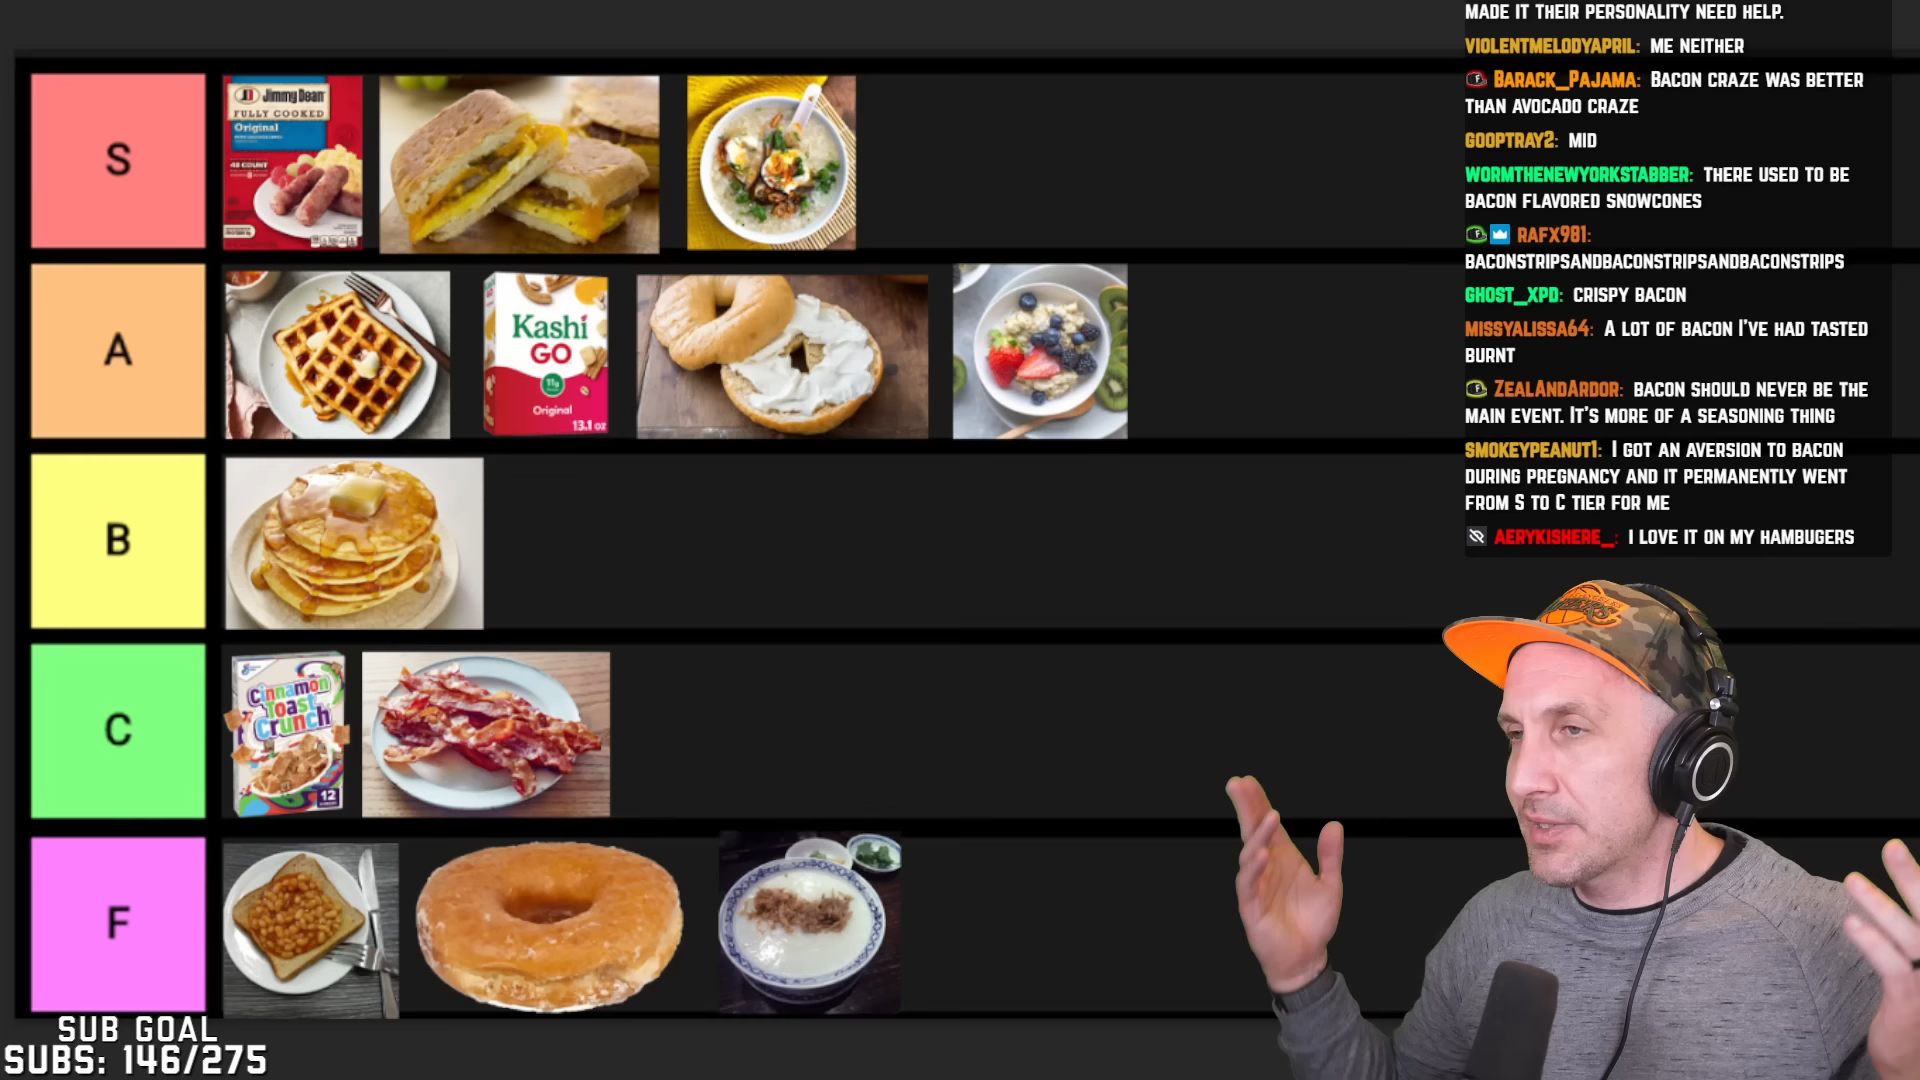 MADE IT THEIR PERSONALITY NEED HELP.
VIOLENTMELODYAPRIL: ME NEITHER
BARACK_PAJAMA: BACON CRAZE WAS BETTER
THAN AVOCADO CRAZE
GOOPTRAY2: MID
WORMTHENEWYORKSTABBER: THERE USED TO BE
BACON FLAVORED SNOWCONES
RAFX981:
BACONSTRIPSANDBACONSTRIPSANDBACONSTRIPS
GHOST_XPD: CRISPY BACON
MISSYALISSA64: A LOT OF BACON I'VE HAD TASTED
BURNT
ZEALANDARDOR: BACON SHOULD NEVER BE THE
MAIN EVENT. IT'S MORE OF A SEASONING THING
SMOKEYPEANUT1: I GOT AN AVERSION TO BACON
DURING PREGNANCY AND IT PERMANENTLY WENT
FROM S TO C TIER FOR ME
AERYKISHERE_: I LOVE IT ON MY HAMBUGERS
S
Jimmy Dean
FULLY COOKED
Original
48 COUNT
A
Kashi
GO
11g
Original
13.1 oz
B
C
Cinnamon
Toast
Crunch
12
F
SUB GOAL
SUBS: 146/275